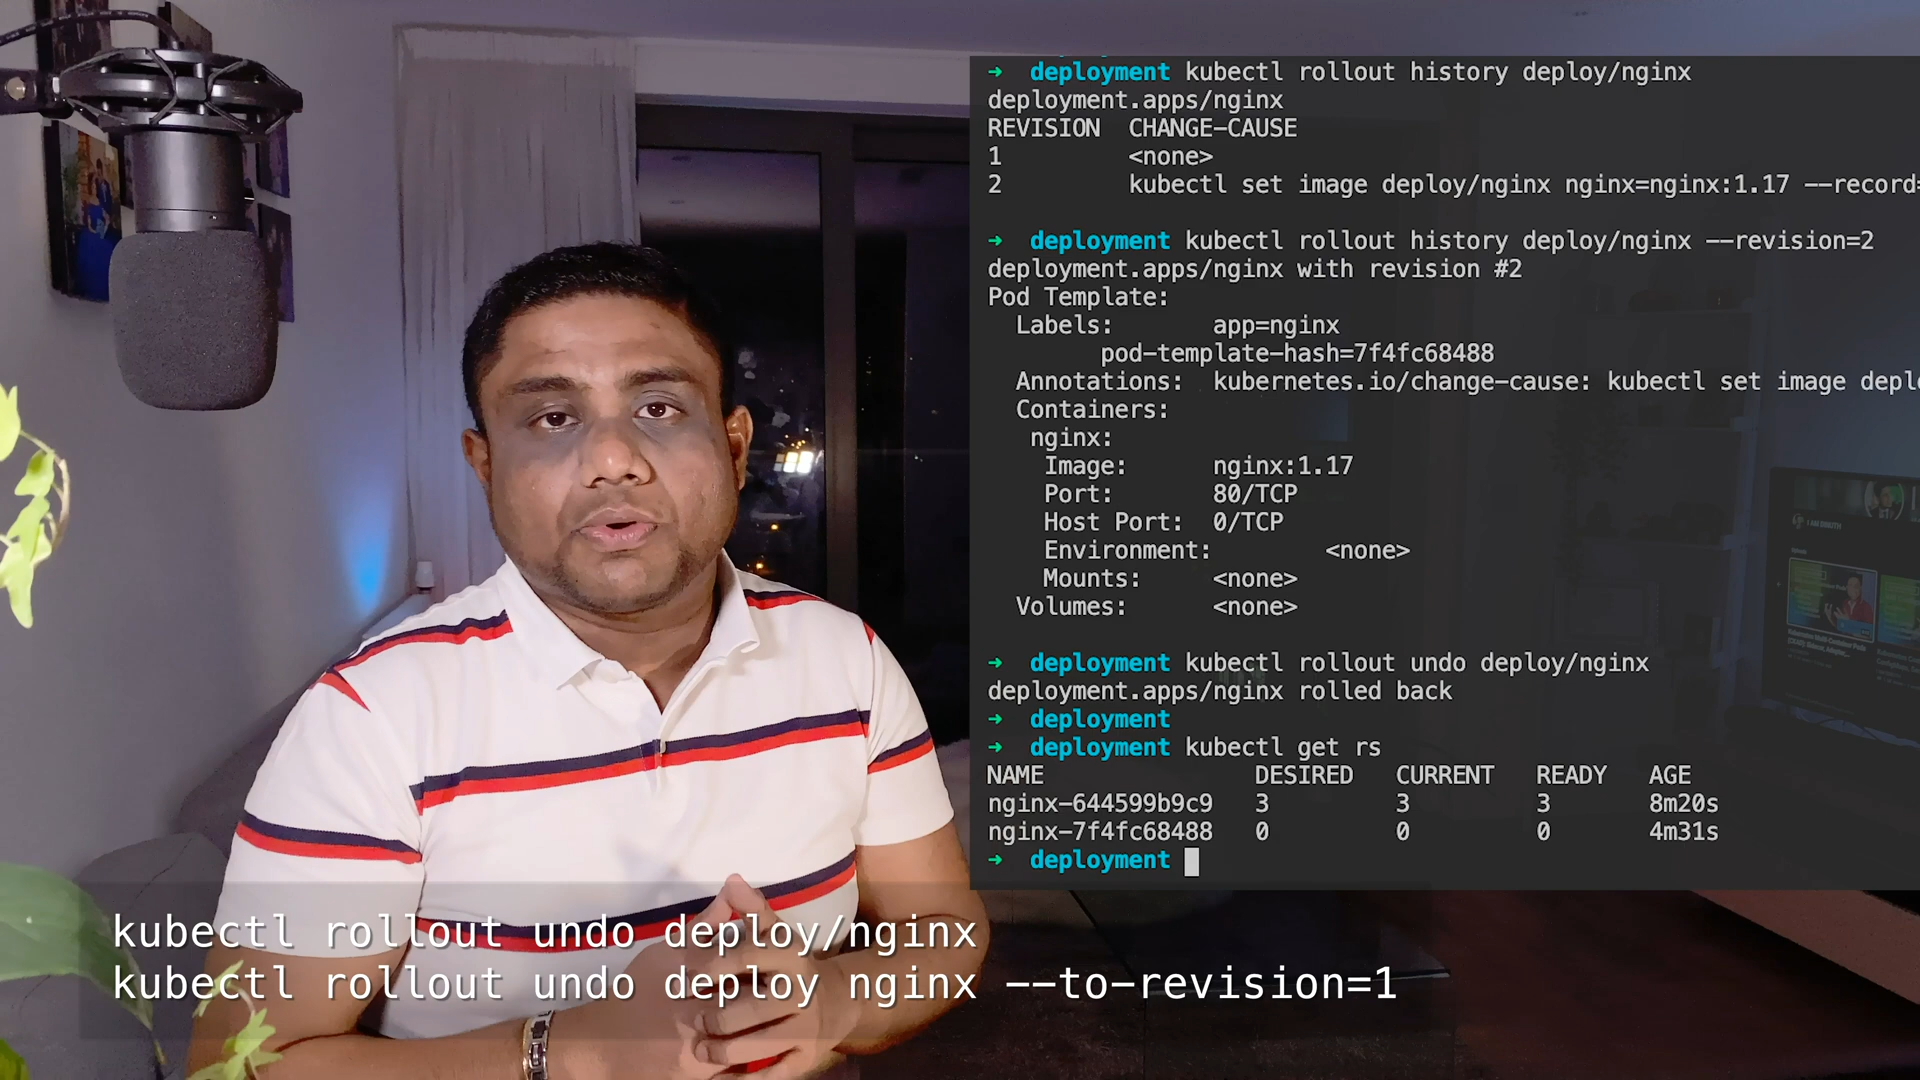 ➜  deployment kubectl rollout history deploy/nginx
deployment.apps/nginx
REVISION  CHANGE-CAUSE
1         <none>
2         kubectl set image deploy/nginx nginx=nginx:1.17 --record=
➜  deployment kubectl rollout history deploy/nginx --revision=2
deployment.apps/nginx with revision #2
Pod Template:
  Labels:       app=nginx
        pod-template-hash=7f4fc68488
  Annotations:  kubernetes.io/change-cause: kubectl set image deplo
  Containers:
   nginx:
    Image:      nginx:1.17
    Port:       80/TCP
    Host Port:  0/TCP
    Environment:        <none>
    Mounts:     <none>
  Volumes:      <none>
➜  deployment kubectl rollout undo deploy/nginx
deployment.apps/nginx rolled back
➜  deployment
➜  deployment kubectl get rs
NAME               DESIRED   CURRENT   READY   AGE
nginx-644599b9c9   3         3         3       8m20s
nginx-7f4fc68488   0         0         0       4m31s
➜  deployment
I AM DIMUTH
kubectl rollout undo deploy/nginx
kubectl rollout undo deploy nginx --to-revision=1